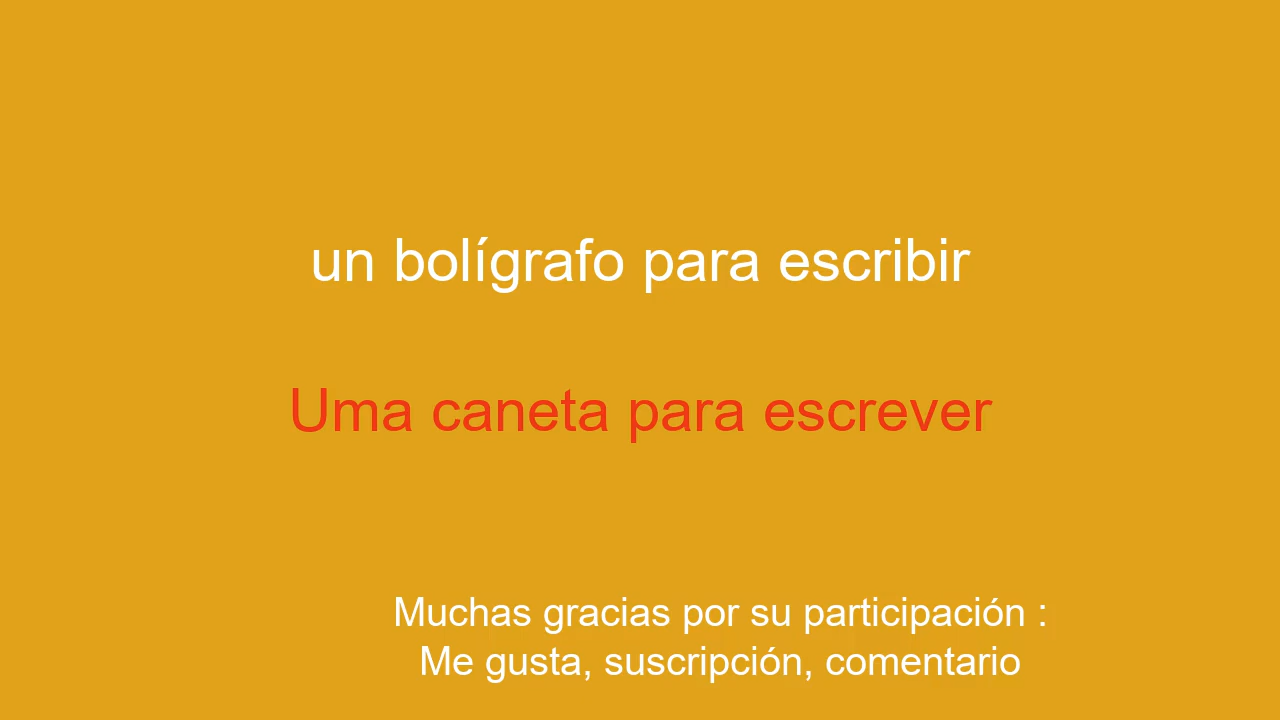 un bolígrafo para escribir
Uma caneta para escrever
Muchas gracias por su participación :
Me gusta, suscripción, comentario